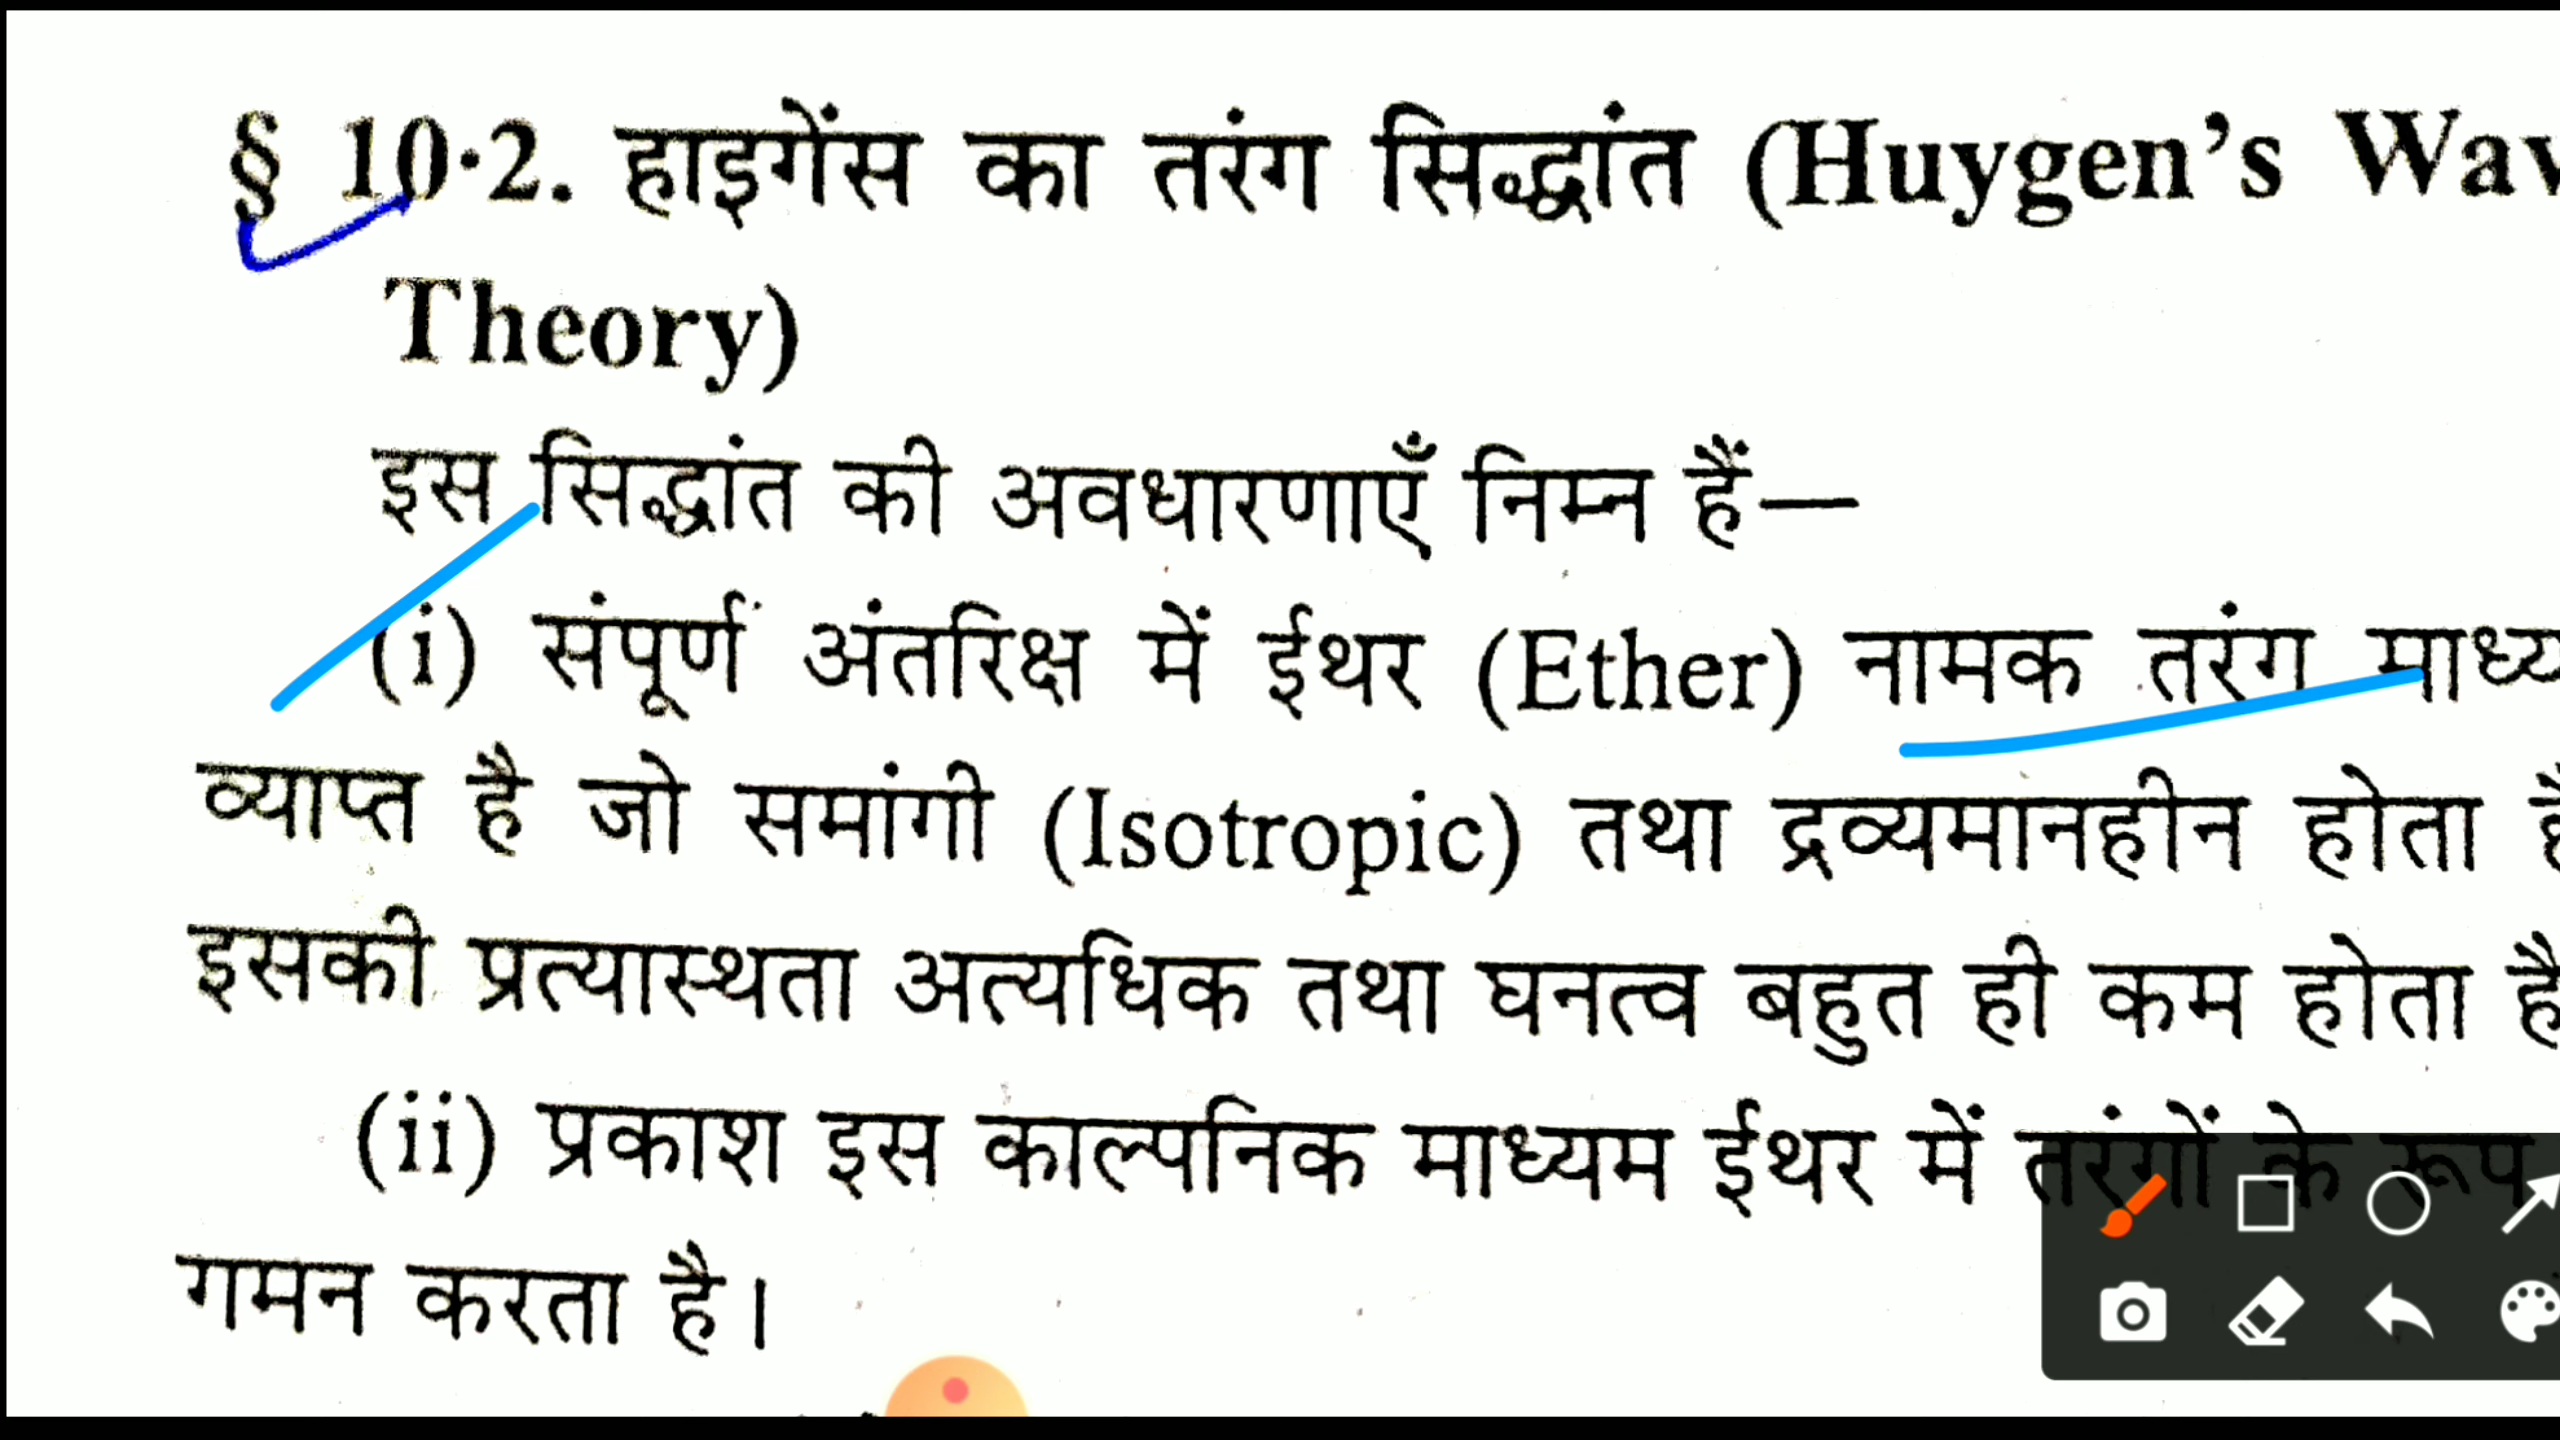 § 10·2. हाइगेंस का तरंग सिद्धांत (Huygen's
Theory)
इस सिद्धांत की अवधारणाएँ निम्न हैं—
(i) संपूर्ण अंतरिक्ष में ईथर (Ether) नामक तरंग
व्याप्त है जो समांगी (Isotropic) तथा द्रव्यमानहीन होता
इसकी प्रत्यास्थता अत्यधिक तथा घनत्व बहुत ही कम होता है
(ii) प्रकाश इस काल्पनिक माध्यम ईथर में तरंगों के रूप
गमन करता है।